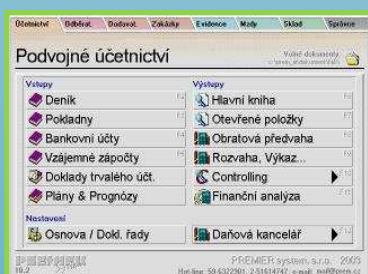 Účetnictví Odběrat. Dodavat. Zakázky Evidence Mzdy Sklad Správce
Podvojné účetnictví
Volné dokumenty
Vstupy
Výstupy
Deník
Hlavní kniha
Pokladny
Otevřené položky
Bankovní účty
Obratová předvaha
Vzájemné zápočty
Rozvaha, Výkaz...
Doklady trvalého účt.
Controlling
Plány & Prognózy
Finanční analýza
Nastavení
Osnova / Dokl. řady
Daňová kancelář
PREMIER system, s.r.o. 2003